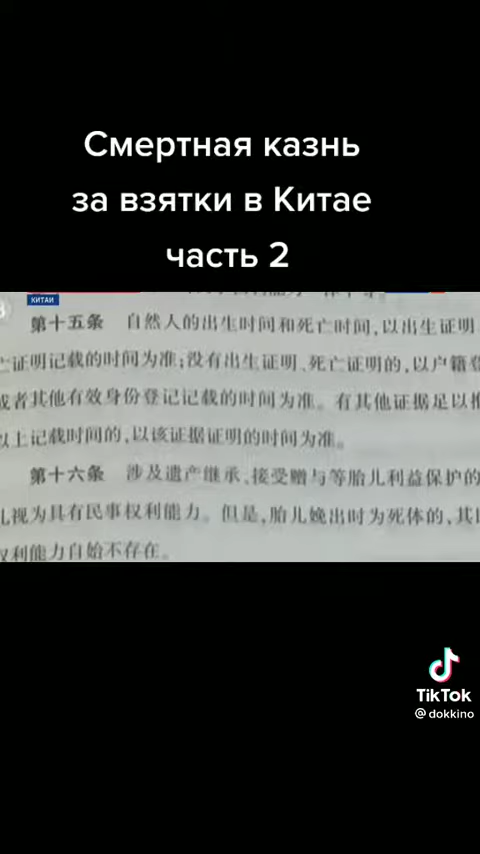 Смертная казнь
за взятки в Китае
часть 2
КИТАЙ
第十五条 自然人的出生时间和死亡时间,以出生证明
亡证明记载的时间为准;没有出生证明、死亡证明的,以户籍登
或者其他有效身份登记记载的时间为准。有其他证据足以推
以上记载时间的,以该证据证明的时间为准。
第十六条 涉及遗产继承、接受赠与等胎儿利益保护的
儿视为具有民事权利能力。但是,胎儿娩出时为死体的,其
权利能力自始不存在。
TikTok
@dokkino